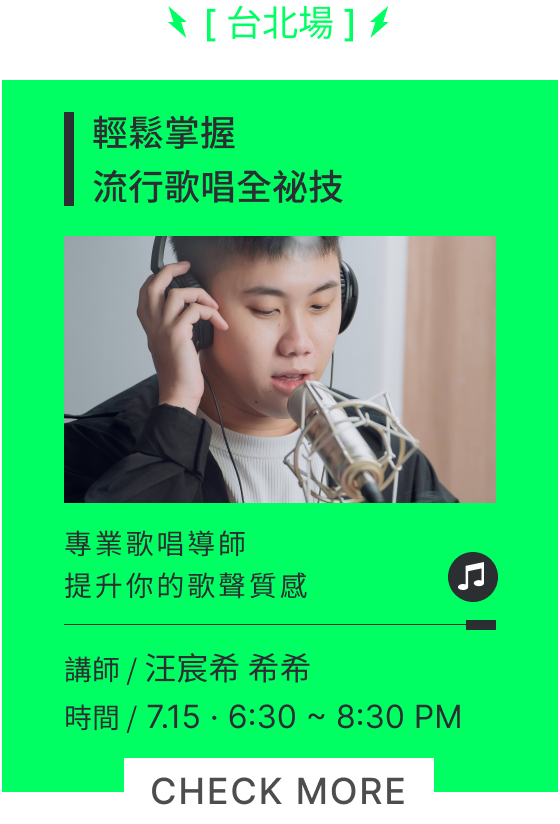 [ 台北場 ]
輕鬆掌握
流行歌唱全祕技
專業歌唱導師
提升你的歌聲質感
講師 / 汪宸希 希希
時間 / 7.15 · 6:30 ~ 8:30 PM
CHECK MORE